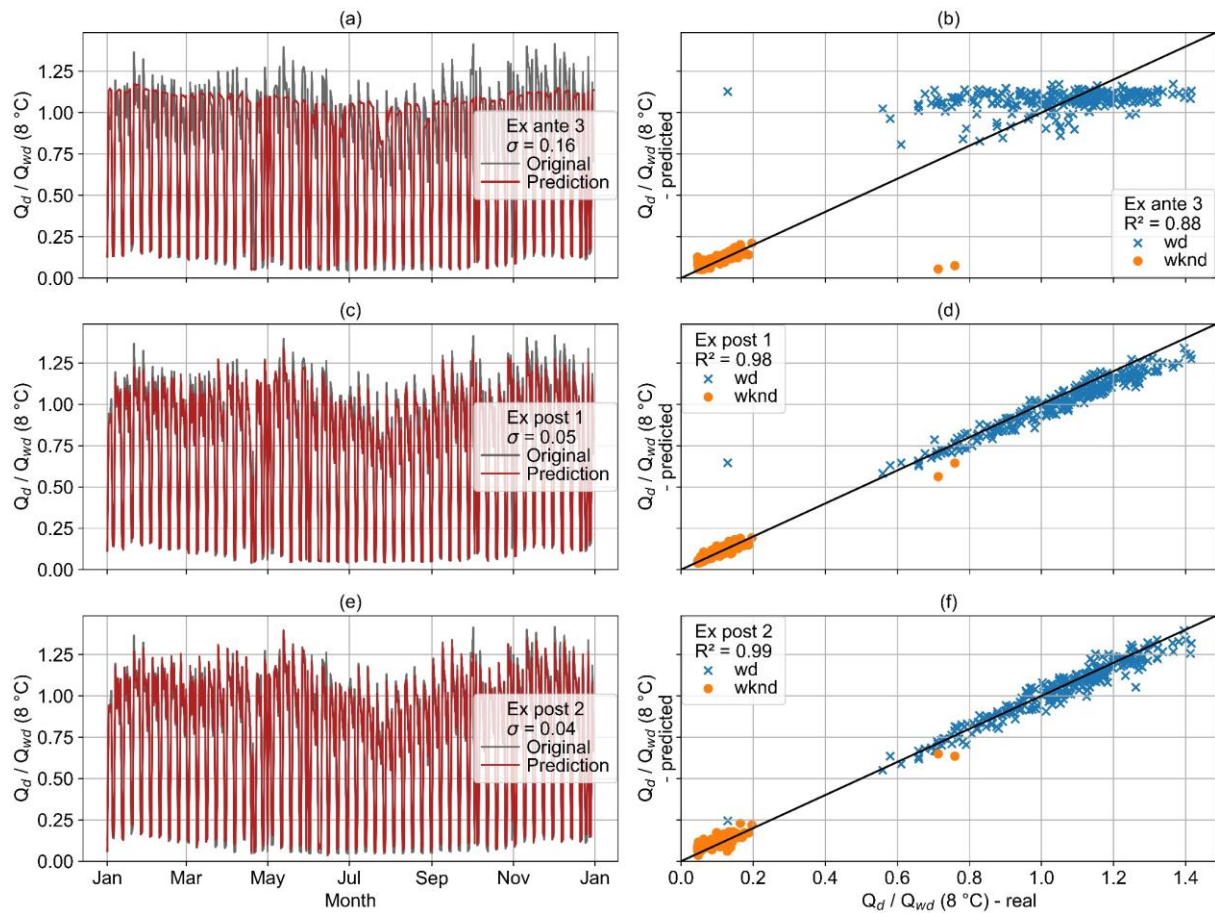 (a)
Q_d / Q_wd (8 °C)
1.25
1.00
0.75
0.50
0.25
0.00
Ex ante 3
σ = 0.16
Original
Prediction
(b)
Q_d / Q_wd (8 °C)
- predicted
Ex ante 3
R² = 0.88
wd
wknd
(c)
Q_d / Q_wd (8 °C)
1.25
1.00
0.75
0.50
0.25
0.00
Ex post 1
σ = 0.05
Original
Prediction
(d)
Q_d / Q_wd (8 °C)
- predicted
Ex post 1
R² = 0.98
wd
wknd
(e)
Q_d / Q_wd (8 °C)
1.25
1.00
0.75
0.50
0.25
0.00
Ex post 2
σ = 0.04
Original
Prediction
Jan Mar May Jul Sep Nov Jan
Month
(f)
Q_d / Q_wd (8 °C)
- predicted
Ex post 2
R² = 0.99
wd
wknd
0.0 0.2 0.4 0.6 0.8 1.0 1.2 1.4
Q_d / Q_wd (8 °C) - real